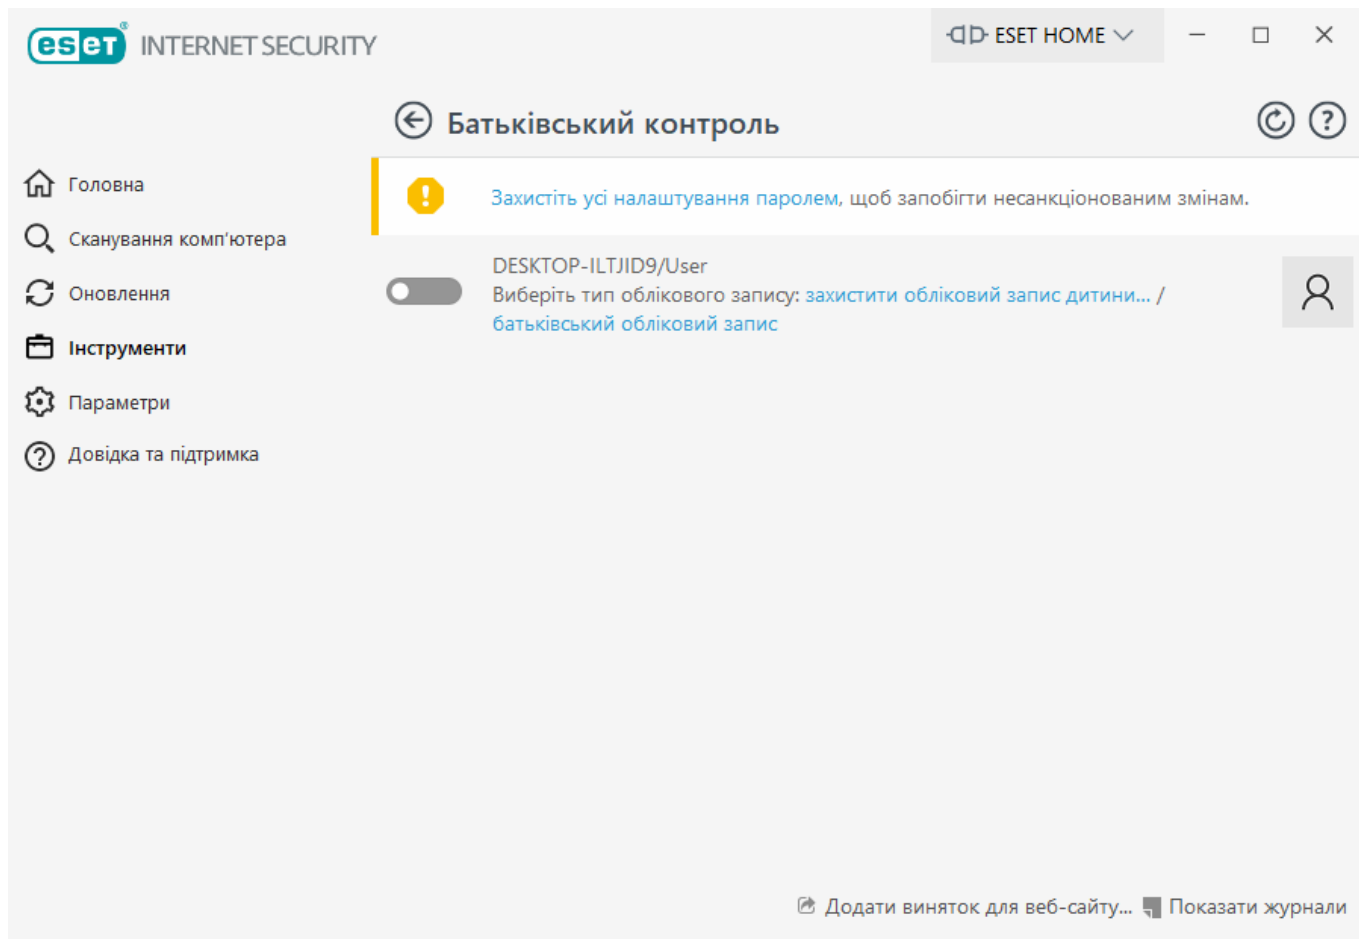 eset® INTERNET SECURITY
ESET HOME
Батьківський контроль
Головна
Сканування комп'ютера
Оновлення
Інструменти
Параметри
Довідка та підтримка
Захистіть усі налаштування паролем, щоб запобігти несанкціонованим змінам.
DESKTOP-ILTJID9/User
Виберіть тип облікового запису: захистити обліковий запис дитини... /
батьківський обліковий запис
Додати виняток для веб-сайту... Показати журнали